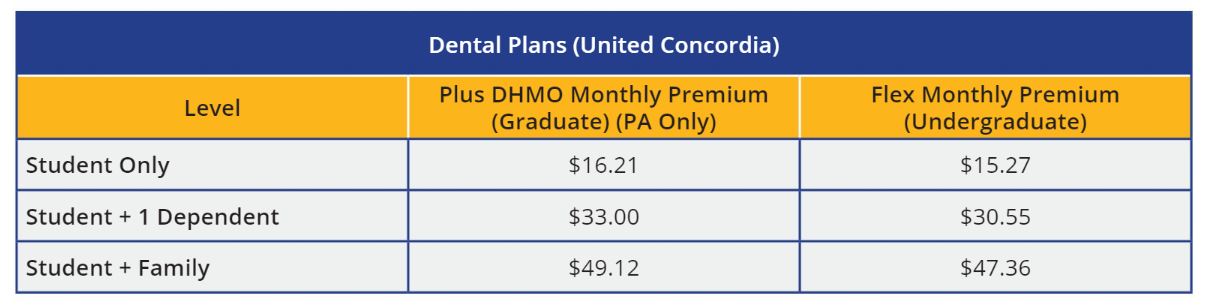 Dental Plans (United Concordia)
Level
Plus DHMO Monthly Premium
(Graduate) (PA Only)
Flex Monthly Premium
(Undergraduate)
Student Only $16.21 $15.27
Student + 1 Dependent $33.00 $30.55
Student + Family $49.12 $47.36